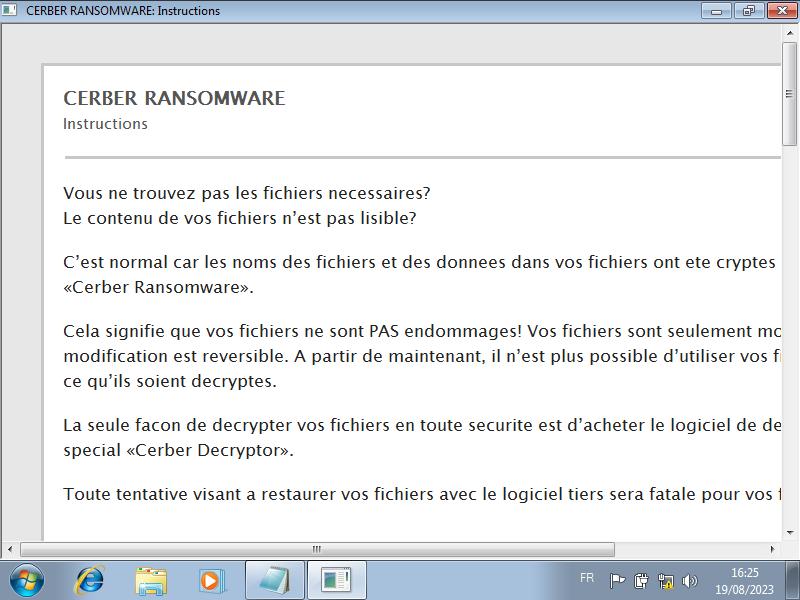 CERBER RANSOMWARE: Instructions
CERBER RANSOMWARE
Instructions
Vous ne trouvez pas les fichiers necessaires?
Le contenu de vos fichiers n’est pas lisible?
C’est normal car les noms des fichiers et des donnees dans vos fichiers ont ete cryptes
«Cerber Ransomware».
Cela signifie que vos fichiers ne sont PAS endommages! Vos fichiers sont seulement mo
modification est reversible. A partir de maintenant, il n’est plus possible d’utiliser vos fi
ce qu’ils soient decryptes.
La seule facon de decrypter vos fichiers en toute securite est d’acheter le logiciel de de
special «Cerber Decryptor».
Toute tentative visant a restaurer vos fichiers avec le logiciel tiers sera fatale pour vos f
FR
16:25
19/08/2023